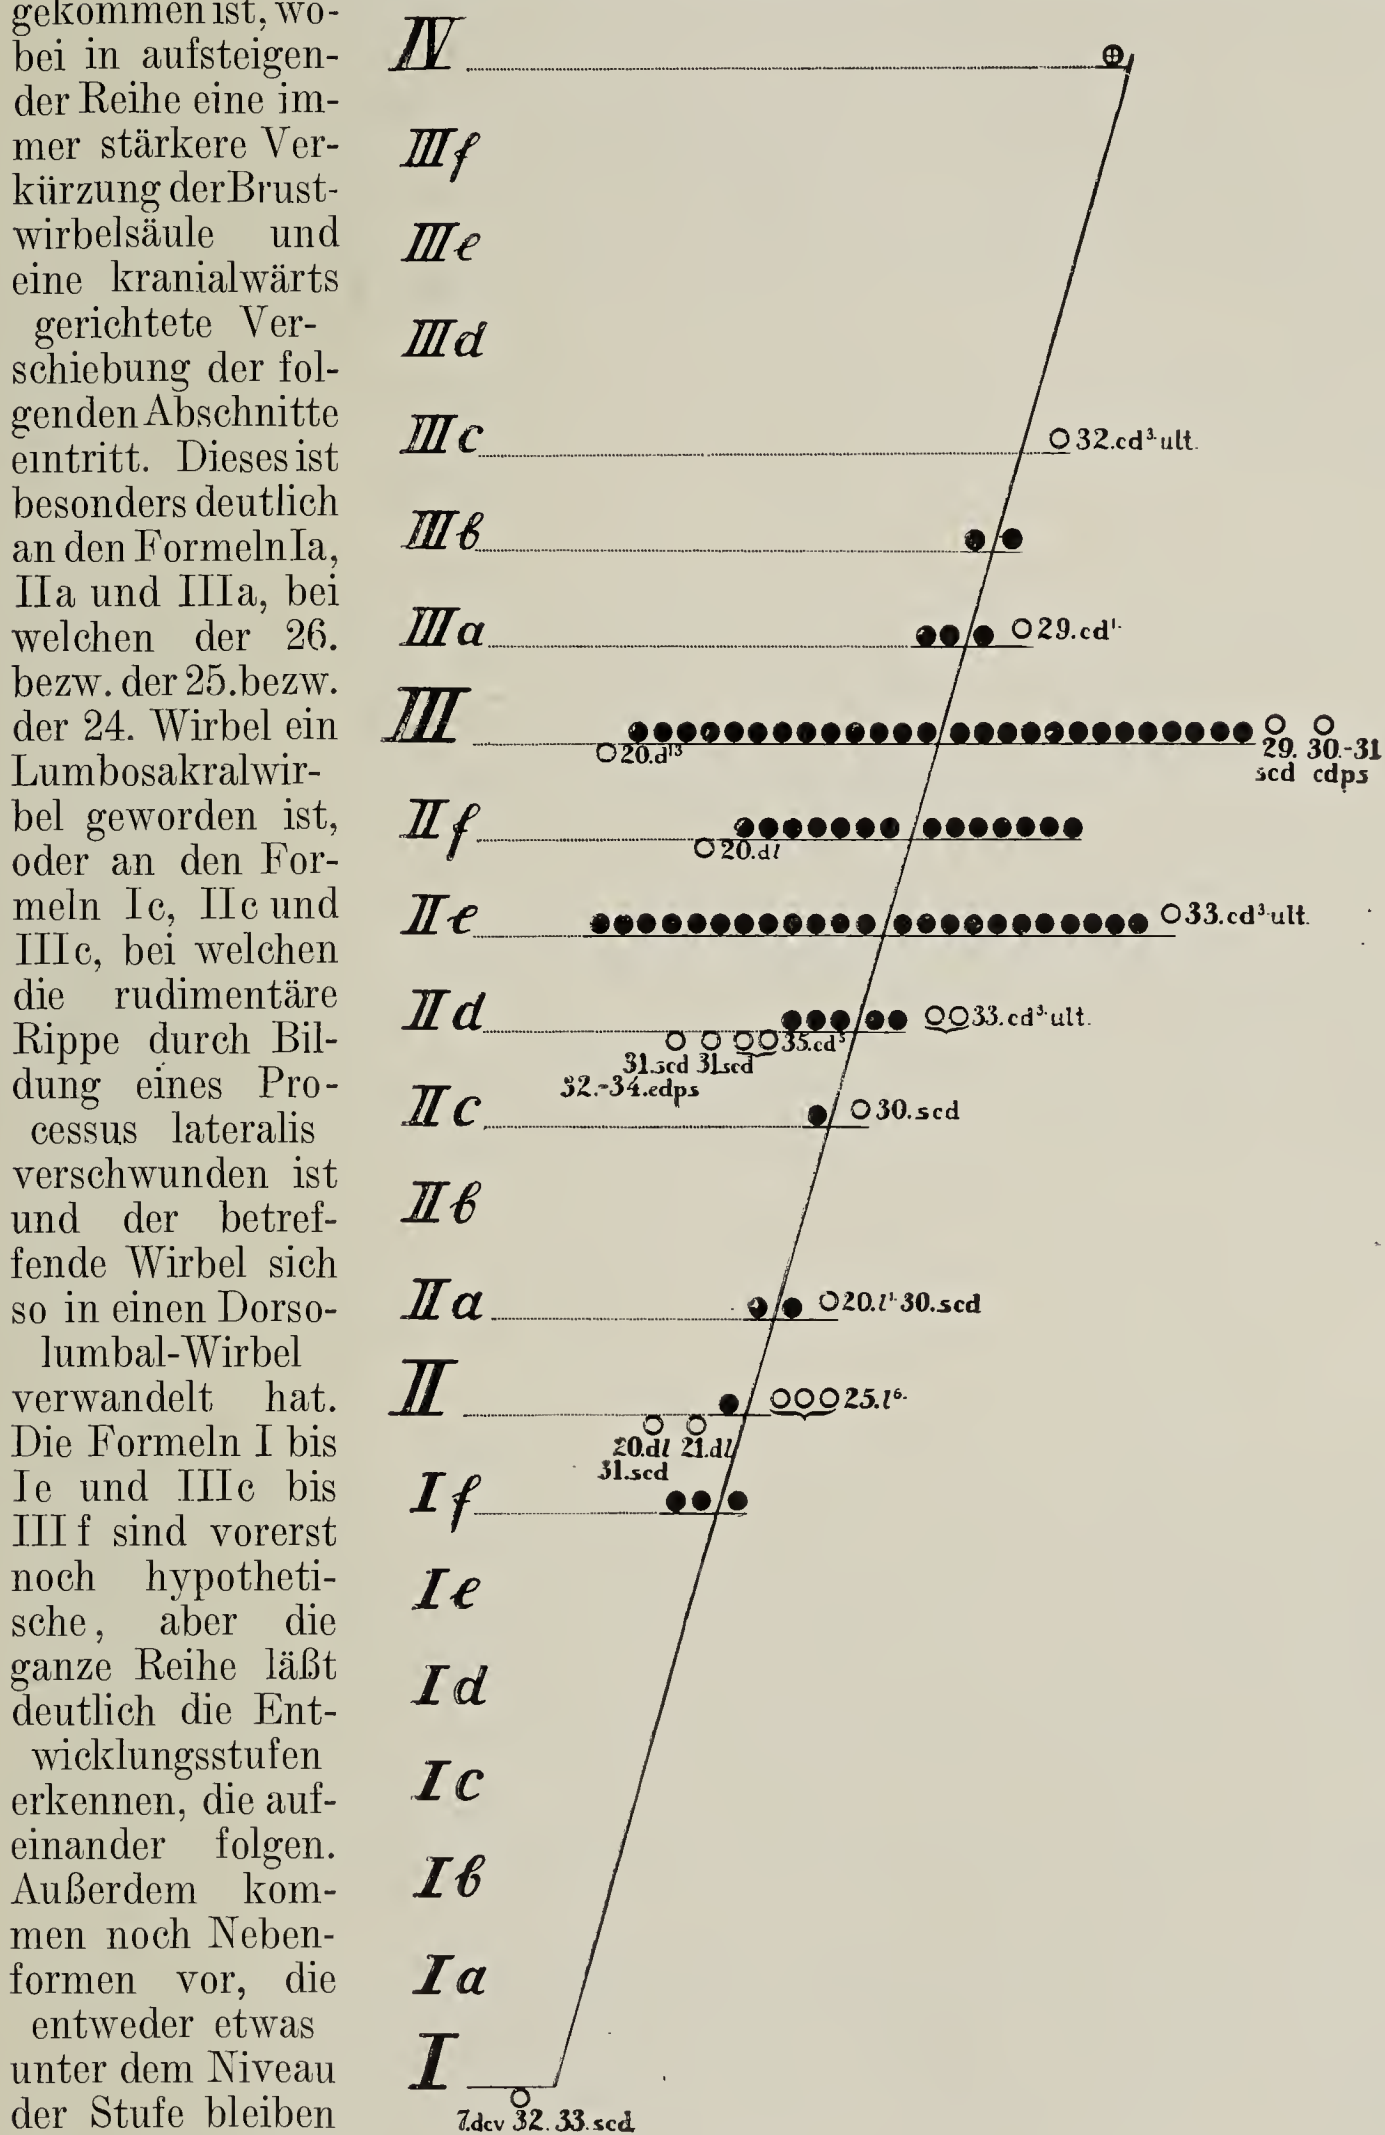 gekommen ist, wo-
bei in aufsteigen-
der Reihe eine im-
mer stärkere Ver-
kürzung der Brust-
wirbelsäule und
eine kranialwärts
gerichtete Ver-
schiebung der fol-
genden Abschnitte
eintritt. Dieses ist
besonders deutlich
an den Formeln Ia,
IIa und IIIa, bei
welchen der 26.
bezw. der 25. bezw.
der 24. Wirbel ein
Lumbosakralwir-
bel geworden ist,
oder an den For-
meln Ic, IIc und
IIIc, bei welchen
die rudimentäre
Rippe durch Bil-
dung eines Pro-
cessus lateralis
verschwunden ist
und der betref-
fende Wirbel sich
so in einen Dorso-
lumbal-Wirbel
verwandelt hat.
Die Formeln I bis
Ie und IIIc bis
IIIf sind vorerst
noch hypotheti-
sche, aber die
ganze Reihe läßt
deutlich die Ent-
wicklungsstufen
erkennen, die auf-
einander folgen.
Außerdem kom-
men noch Neben-
formen vor, die
entweder etwas
unter dem Niveau
der Stufe bleiben
IV
IIIf
IIIe
IIId
IIIc 32.cd³·ult.
IIIb
IIIa 29.cd¹·
III
20.d¹³ 29. 30.-31
scd cdps
IIf
20.dl
IIe 33.cd³·ult.
IId 33.cd³·ult.
35.cd⁵
31.scd 31.scd
32.-34.edps
IIc 30.scd
IIb
IIa 20.l¹· 30.scd
II 25.l⁶·
20.dl 21.dl
31.scd
If
Ie
Id
Ic
Ib
Ia
I
7.dcv 32. 33.scd